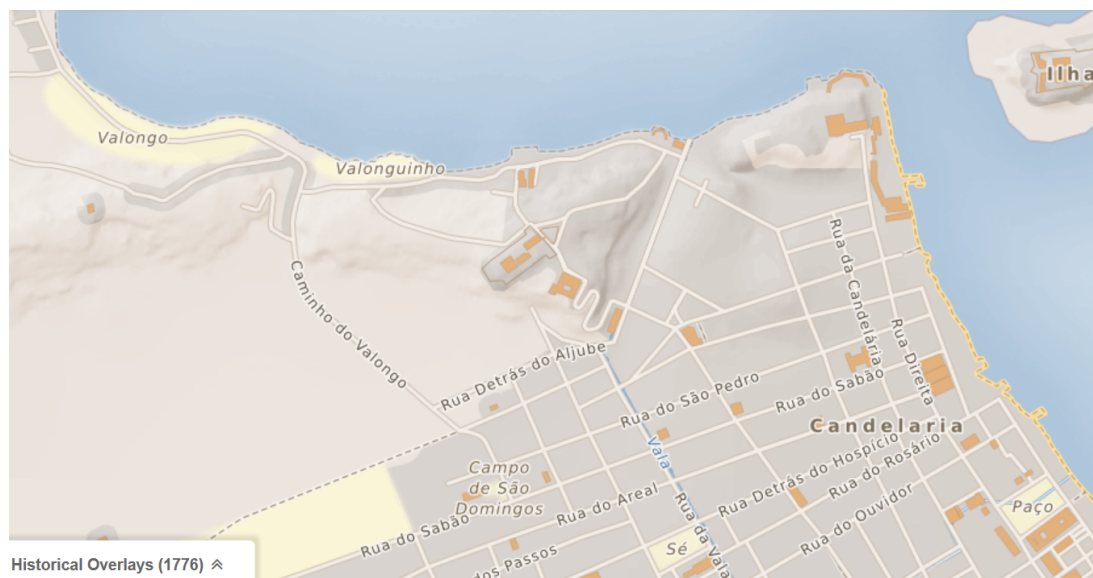 Ilha
Valongo
Valonguinho
Rua da Candelária
Caminho do Valongo
Rua Direita
Rua Detrás do Aljube
Rua do São Pedro
Rua do Sabão
Candelaria
Vala
Rua Detrás do Hospício
Rua do Rosário
Campo
de São
Domingos
Rua do Areal
Rua do Ouvidor
Rua da Vala
Paço
Rua do Sabão
Sé
dos Passos
Historical Overlays (1776)